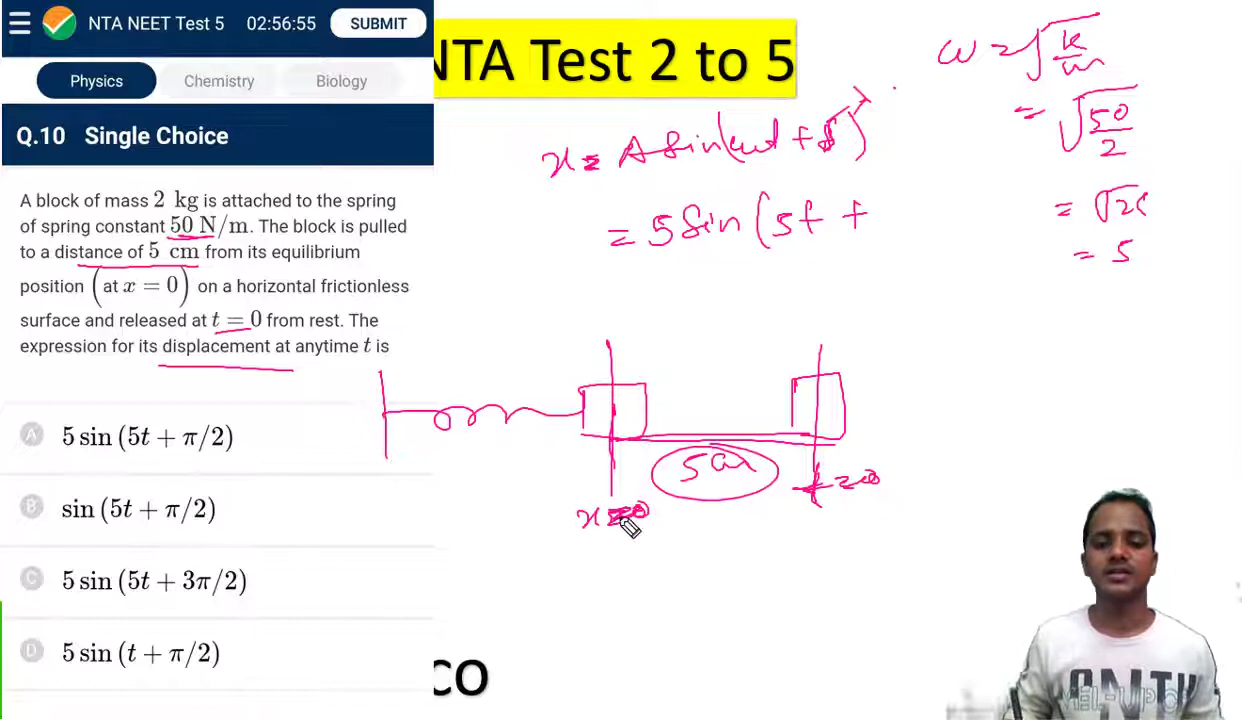 NTA NEET Test 5 02:56:55 SUBMIT
Physics Chemistry Biology
Q.10 Single Choice
A block of mass 2 kg is attached to the spring
of spring constant 50 N/m. The block is pulled
to a distance of 5 cm from its equilibrium
position (at x = 0) on a horizontal frictionless
surface and released at t = 0 from rest. The
expression for its displacement at anytime t is
A 5 sin (5t + π/2)
B sin (5t + π/2)
C 5 sin (5t + 3π/2)
D 5 sin (t + π/2)
NTA Test 2 to 5
x = A sin(ωt + δ)
= 5 sin (5t +
ω = √k/m
= √50/2
= √25
= 5
5 cm
x = 0
t = 0
co